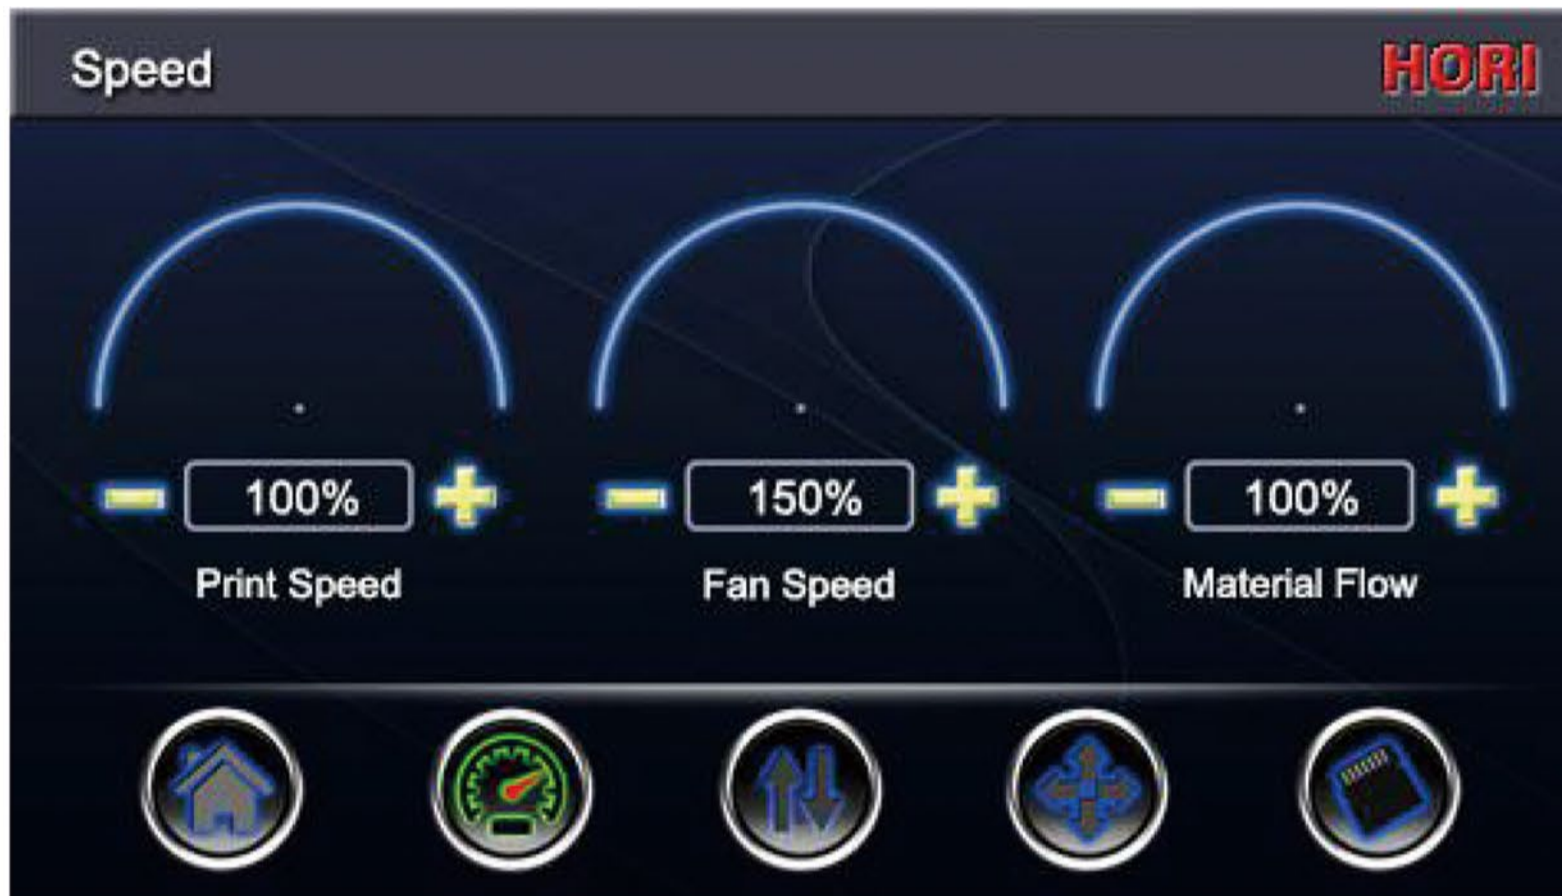 Speed
HORI
100%
150%
100%
Print Speed
Fan Speed
Material Flow